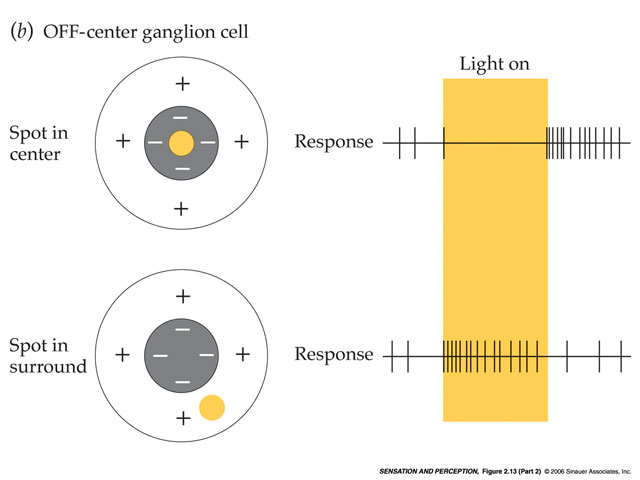 (b) OFF-center ganglion cell
Light on
Spot in
center
+
+
+
+
−
−
−
−
Response
Spot in
surround
+
+
+
+
−
−
−
−
Response
SENSATION AND PERCEPTION, Figure 2.13 (Part 2) © 2006 Sinauer Associates, Inc.